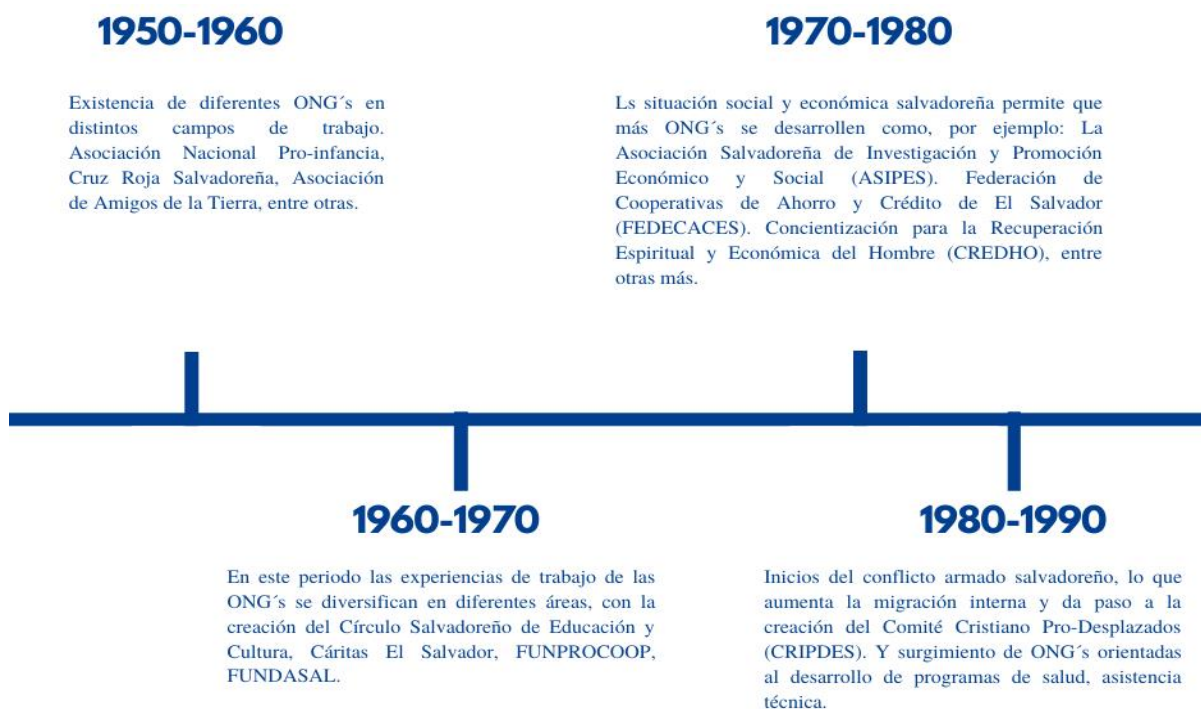 1950-1960
Existencia de diferentes ONG´s en
distintos campos de trabajo.
Asociación Nacional Pro-infancia,
Cruz Roja Salvadoreña, Asociación
de Amigos de la Tierra, entre otras.
1970-1980
Ls situación social y económica salvadoreña permite que
más ONG´s se desarrollen como, por ejemplo: La
Asociación Salvadoreña de Investigación y Promoción
Económico y Social (ASIPES). Federación de
Cooperativas de Ahorro y Crédito de El Salvador
(FEDECACES). Concientización para la Recuperación
Espiritual y Económica del Hombre (CREDHO), entre
otras más.
1960-1970
En este periodo las experiencias de trabajo de las
ONG´s se diversifican en diferentes áreas, con la
creación del Círculo Salvadoreño de Educación y
Cultura, Cáritas El Salvador, FUNPROCOOP,
FUNDASAL.
1980-1990
Inicios del conflicto armado salvadoreño, lo que
aumenta la migración interna y da paso a la
creación del Comité Cristiano Pro-Desplazados
(CRIPDES). Y surgimiento de ONG´s orientadas
al desarrollo de programas de salud, asistencia
técnica.